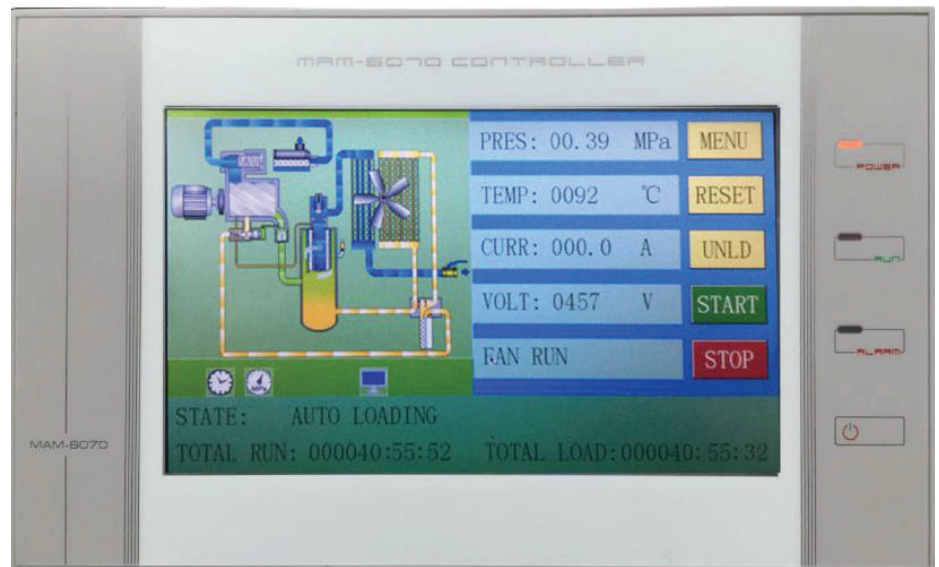 MAM-6070 CONTROLLER
PRES: 00.39 MPa MENU
TEMP: 0092 ℃ RESET
CURR: 000.0 A UNLD
VOLT: 0457 V START
FAN RUN STOP
STATE: AUTO LOADING
TOTAL RUN: 000040:55:52 TOTAL LOAD:000040:55:32
POWER
RUN
ALARM
MAM-6070